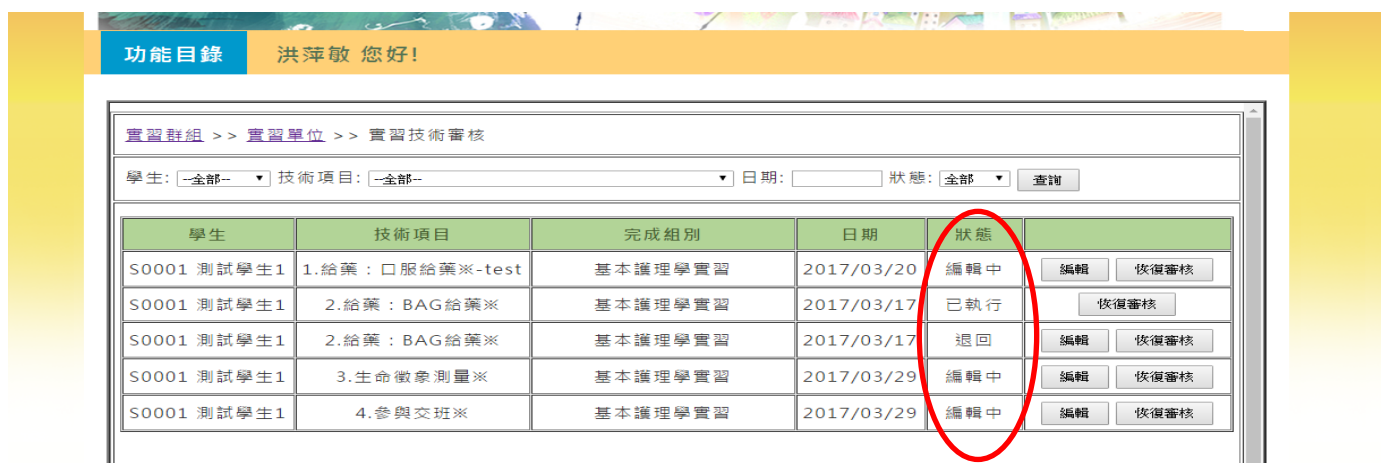 功能目錄 洪萍敏 您好!
實習群組 >> 實習單位 >> 實習技術審核
學生: --全部-- 技術項目: --全部-- 日期: 狀態: 全部 查詢
學生 技術項目 完成組別 日期 狀態
S0001 測試學生1 1.給藥：口服給藥※-test 基本護理學實習 2017/03/20 編輯中 編輯 恢復審核
S0001 測試學生1 2.給藥：BAG給藥※ 基本護理學實習 2017/03/17 已執行 恢復審核
S0001 測試學生1 2.給藥：BAG給藥※ 基本護理學實習 2017/03/17 退回 編輯 恢復審核
S0001 測試學生1 3.生命徵象測量※ 基本護理學實習 2017/03/29 編輯中 編輯 恢復審核
S0001 測試學生1 4.參與交班※ 基本護理學實習 2017/03/29 編輯中 編輯 恢復審核